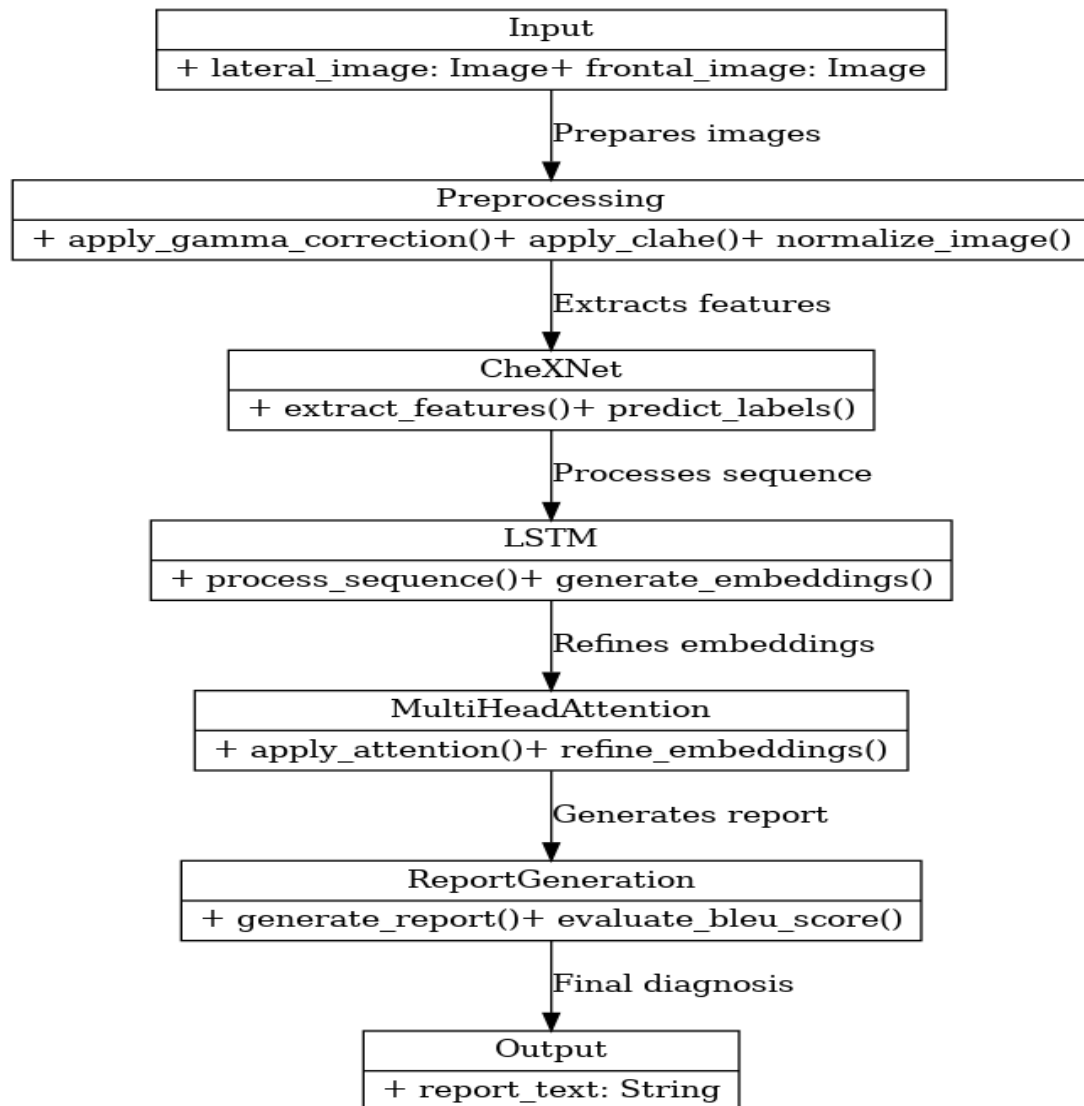 Input
+ lateral_image: Image+ frontal_image: Image
Prepares images
Preprocessing
+ apply_gamma_correction()+ apply_clahe()+ normalize_image()
Extracts features
CheXNet
+ extract_features()+ predict_labels()
Processes sequence
LSTM
+ process_sequence()+ generate_embeddings()
Refines embeddings
MultiHeadAttention
+ apply_attention()+ refine_embeddings()
Generates report
ReportGeneration
+ generate_report()+ evaluate_bleu_score()
Final diagnosis
Output
+ report_text: String